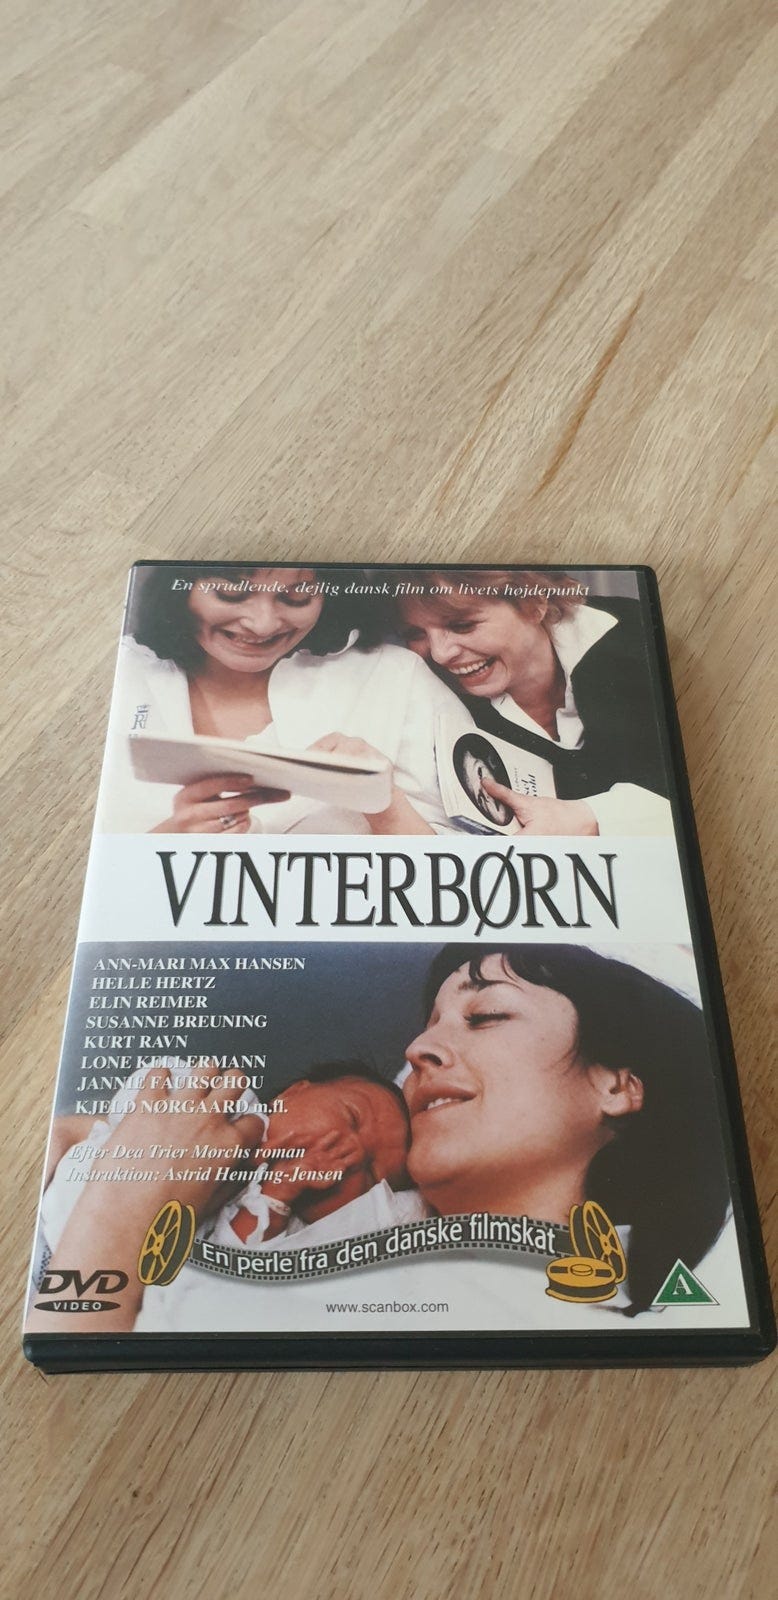 En sprudlende, dejlig dansk film om livets højdepunkt
VINTERBØRN
ANN-MARI MAX HANSEN
HELLE HERTZ
ELIN REIMER
SUSANNE BREUNING
KURT RAVN
LONE KELLERMANN
JANNIE FAURSCHOU
KJELD NØRGAARD m.fl.
Efter Dea Trier Mørchs roman
Instruktion: Astrid Henning-Jensen
En perle fra den danske filmskat
DVD
VIDEO
www.scanbox.com
A